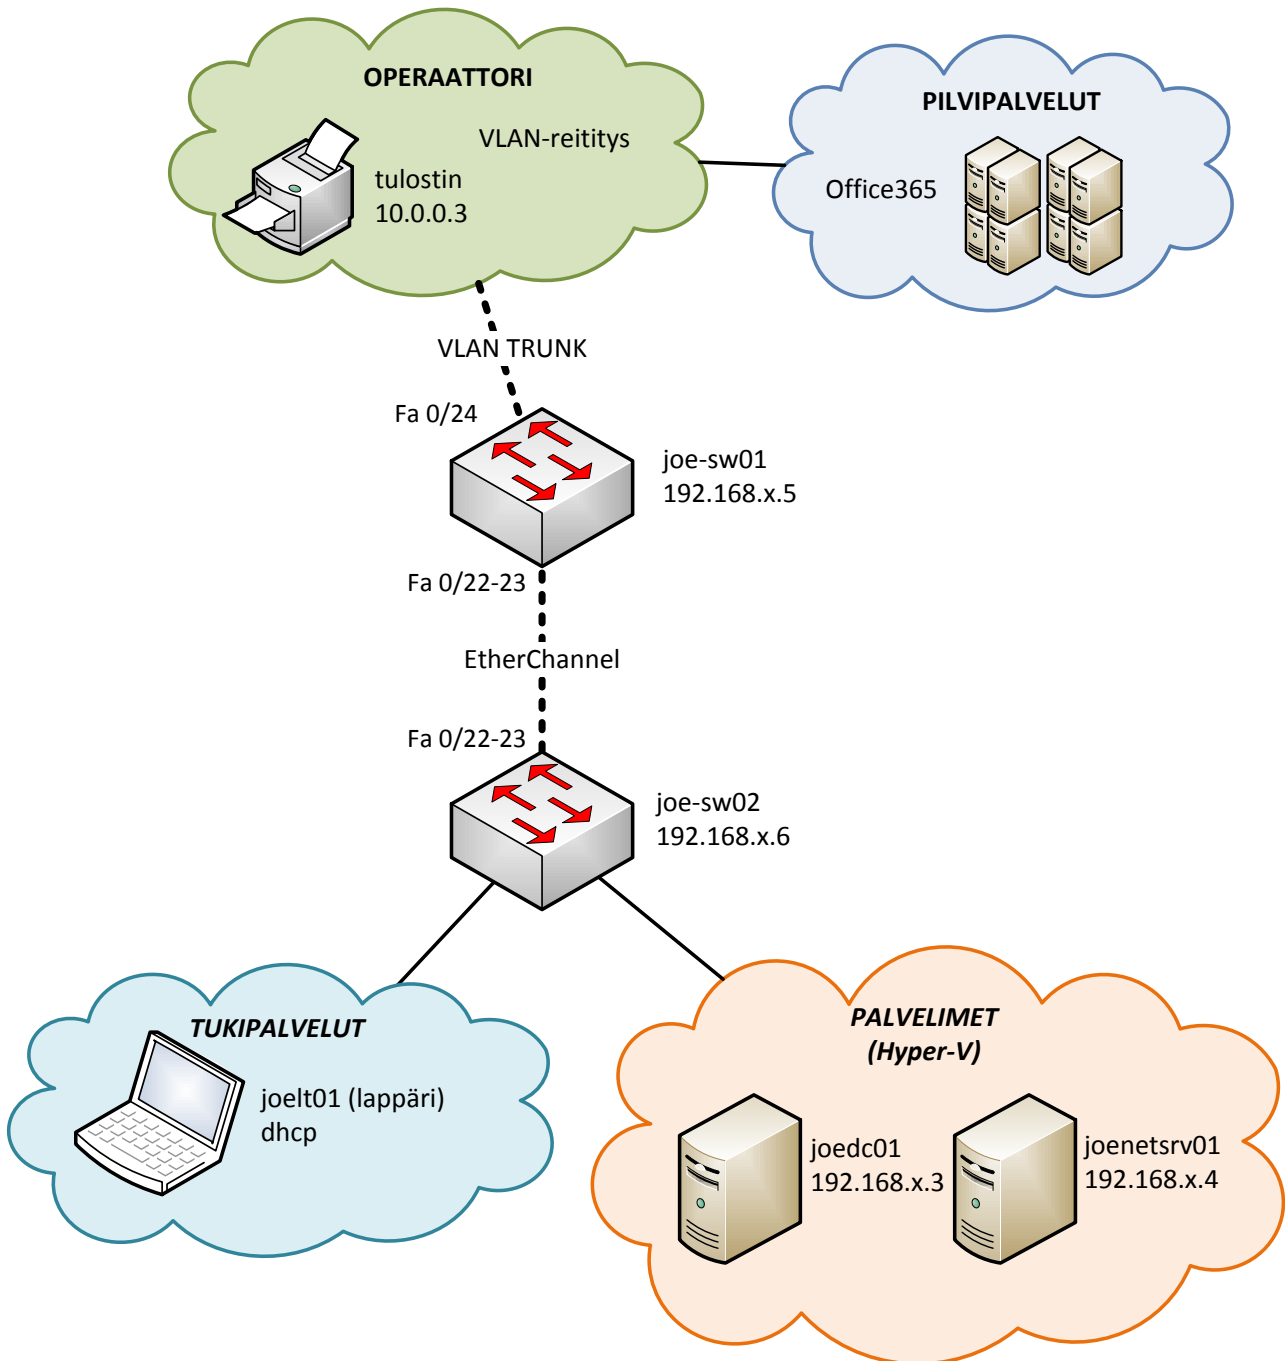 OPERAATTORI
VLAN-reititys
tulostin
10.0.0.3
PILVIPALVELUT
Office365
VLAN TRUNK
Fa 0/24
joe-sw01
192.168.x.5
Fa 0/22-23
EtherChannel
Fa 0/22-23
joe-sw02
192.168.x.6
TUKIPALVELUT
joelt01 (lappäri)
dhcp
PALVELIMET
(Hyper-V)
joedc01
192.168.x.3
joenetsrv01
192.168.x.4